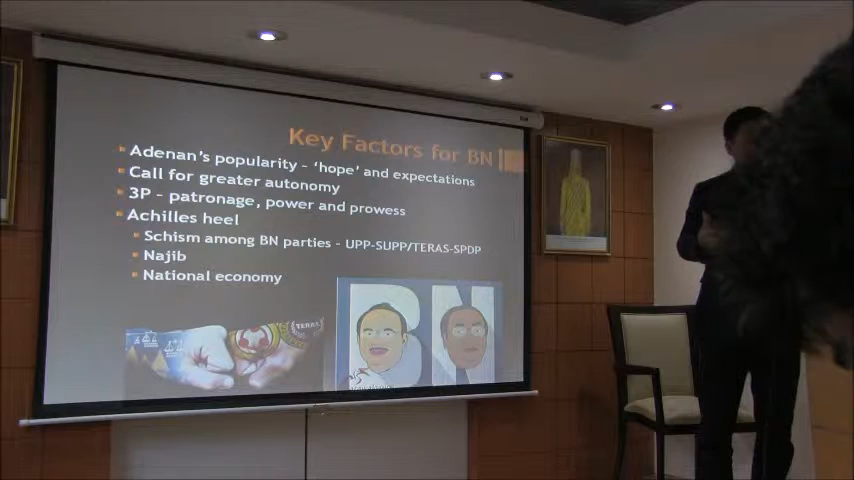 Key Factors for BN
Adenan's popularity - 'hope' and expectations
Call for greater autonomy
3P - patronage, power and prowess
Achilles heel
Schism among BN parties - UPP-SUPP/TERAS-SPDP
Najib
National economy
TERAS